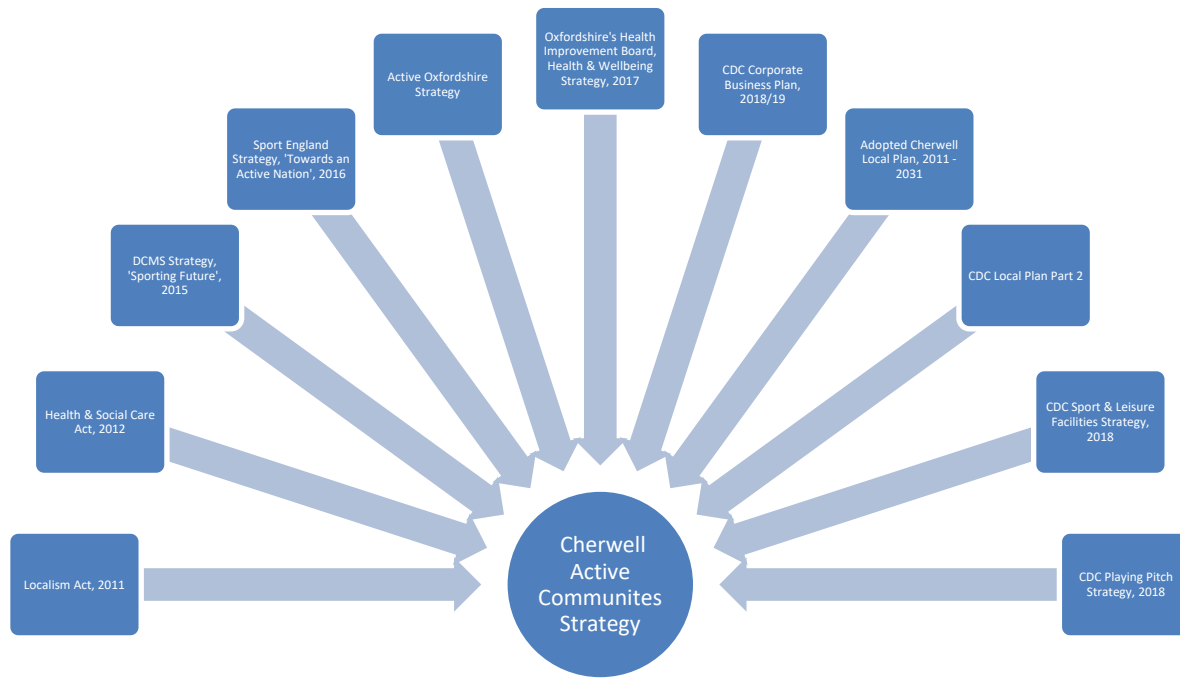 Oxfordshire's Health
Improvement Board,
Health & Wellbeing
Strategy, 2017
Active Oxfordshire
Strategy
CDC Corporate
Business Plan,
2018/19
Sport England
Strategy, 'Towards an
Active Nation', 2016
Adopted Cherwell
Local Plan, 2011 -
2031
DCMS Strategy,
'Sporting Future',
2015
CDC Local Plan Part 2
Health & Social Care
Act, 2012
CDC Sport & Leisure
Facilities Strategy,
2018
Localism Act, 2011
Cherwell
Active
Communites
Strategy
CDC Playing Pitch
Strategy, 2018